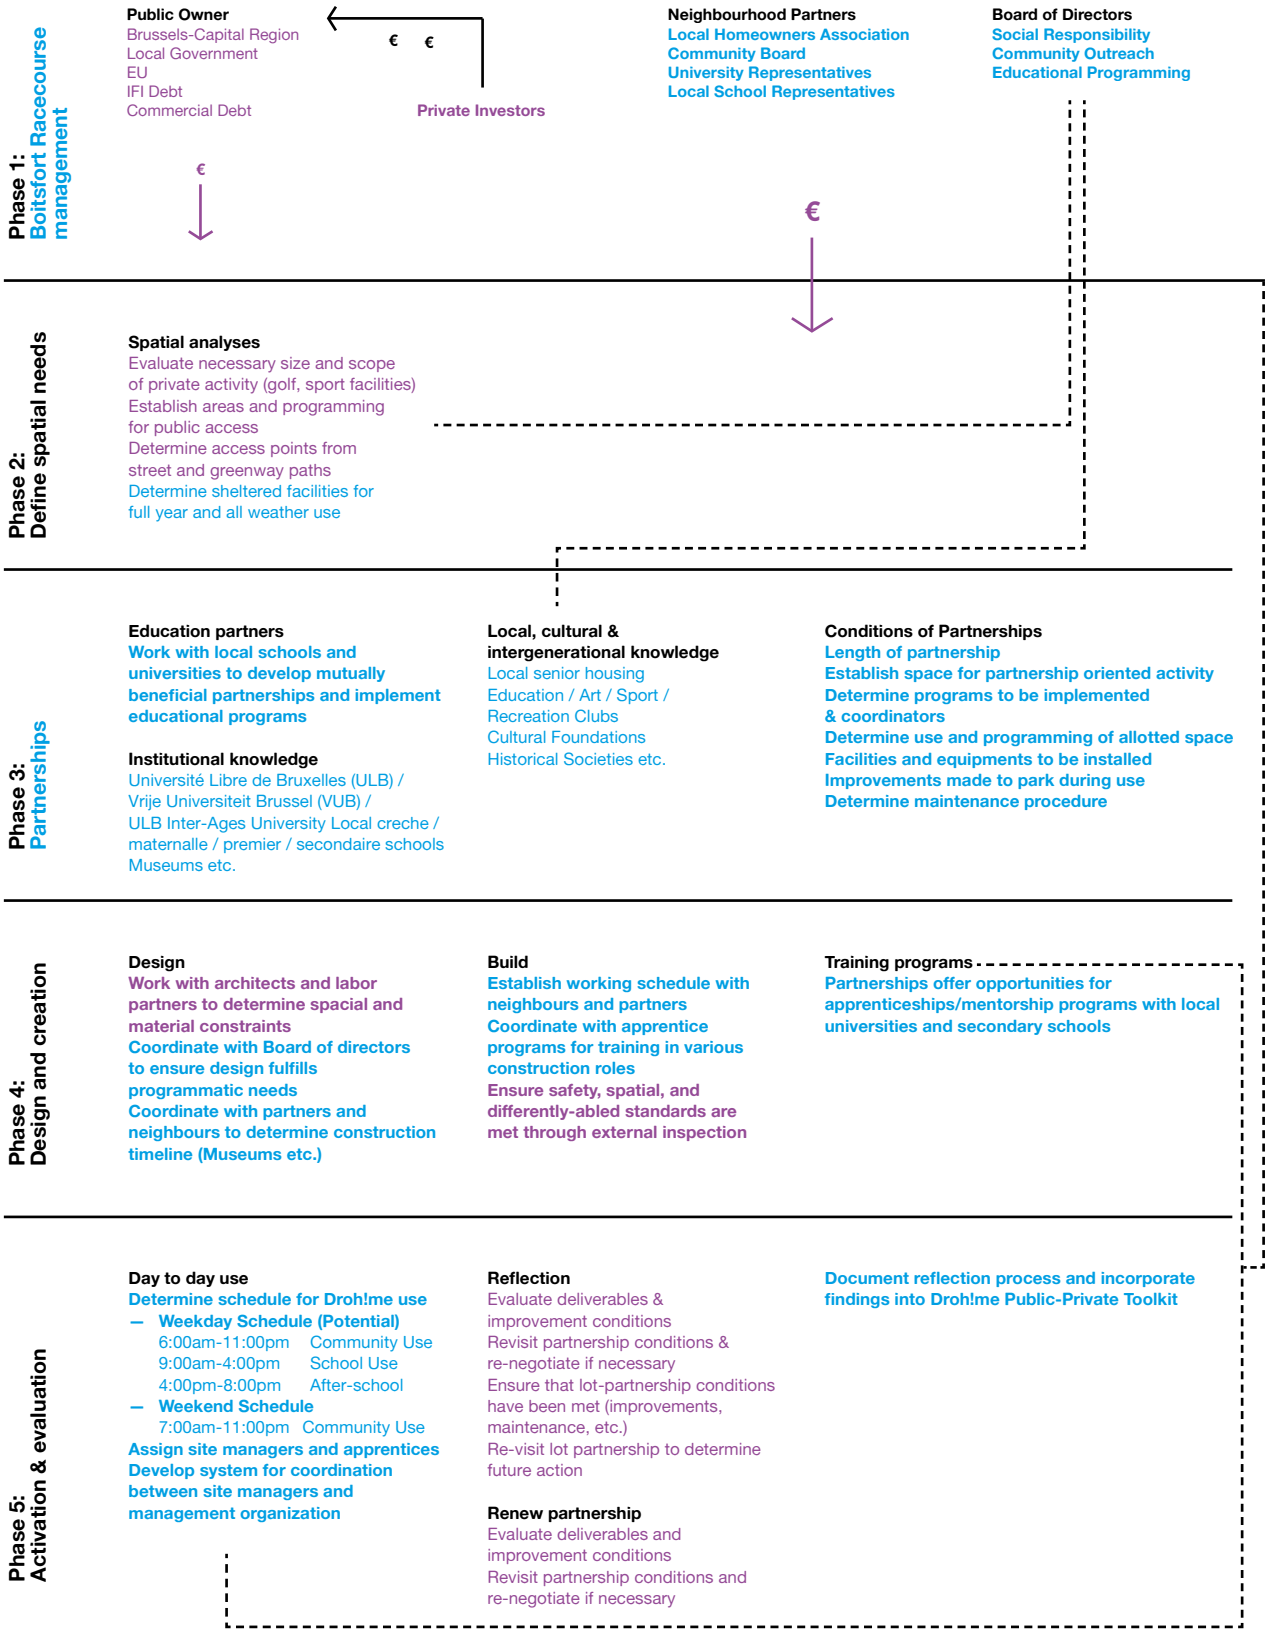 Phase 1:
Boitsfort Racecourse
management
Public Owner
Brussels-Capital Region
Local Government
EU
IFI Debt
Commercial Debt
€ €
Private Investors
Neighbourhood Partners
Local Homeowners Association
Community Board
University Representatives
Local School Representatives
Board of Directors
Social Responsibility
Community Outreach
Educational Programming
€
€
Phase 2:
Define spatial needs
Spatial analyses
Evaluate necessary size and scope
of private activity (golf, sport facilities)
Establish areas and programming
for public access
Determine access points from
street and greenway paths
Determine sheltered facilities for
full year and all weather use
Phase 3:
Partnerships
Education partners
Work with local schools and
universities to develop mutually
beneficial partnerships and implement
educational programs
Institutional knowledge
Université Libre de Bruxelles (ULB) /
Vrije Universiteit Brussel (VUB) /
ULB Inter-Ages University Local creche /
maternalle / premier / secondaire schools
Museums etc.
Local, cultural &
intergenerational knowledge
Local senior housing
Education / Art / Sport /
Recreation Clubs
Cultural Foundations
Historical Societies etc.
Conditions of Partnerships
Length of partnership
Establish space for partnership oriented activity
Determine programs to be implemented
& coordinators
Determine use and programming of allotted space
Facilities and equipments to be installed
Improvements made to park during use
Determine maintenance procedure
Phase 4:
Design and creation
Design
Work with architects and labor
partners to determine spacial and
material constraints
Coordinate with Board of directors
to ensure design fulfills
programmatic needs
Coordinate with partners and
neighbours to determine construction
timeline (Museums etc.)
Build
Establish working schedule with
neighbours and partners
Coordinate with apprentice
programs for training in various
construction roles
Ensure safety, spatial, and
differently-abled standards are
met through external inspection
Training programs
Partnerships offer opportunities for
apprenticeships/mentorship programs with local
universities and secondary schools
Phase 5:
Activation & evaluation
Day to day use
Determine schedule for Droh!me use
— Weekday Schedule (Potential)
6:00am-11:00pm Community Use
9:00am-4:00pm School Use
4:00pm-8:00pm After-school
— Weekend Schedule
7:00am-11:00pm Community Use
Assign site managers and apprentices
Develop system for coordination
between site managers and
management organization
Reflection
Evaluate deliverables &
improvement conditions
Revisit partnership conditions &
re-negotiate if necessary
Ensure that lot-partnership conditions
have been met (improvements,
maintenance, etc.)
Re-visit lot partnership to determine
future action
Renew partnership
Evaluate deliverables and
improvement conditions
Revisit partnership conditions and
re-negotiate if necessary
Document reflection process and incorporate
findings into Droh!me Public-Private Toolkit